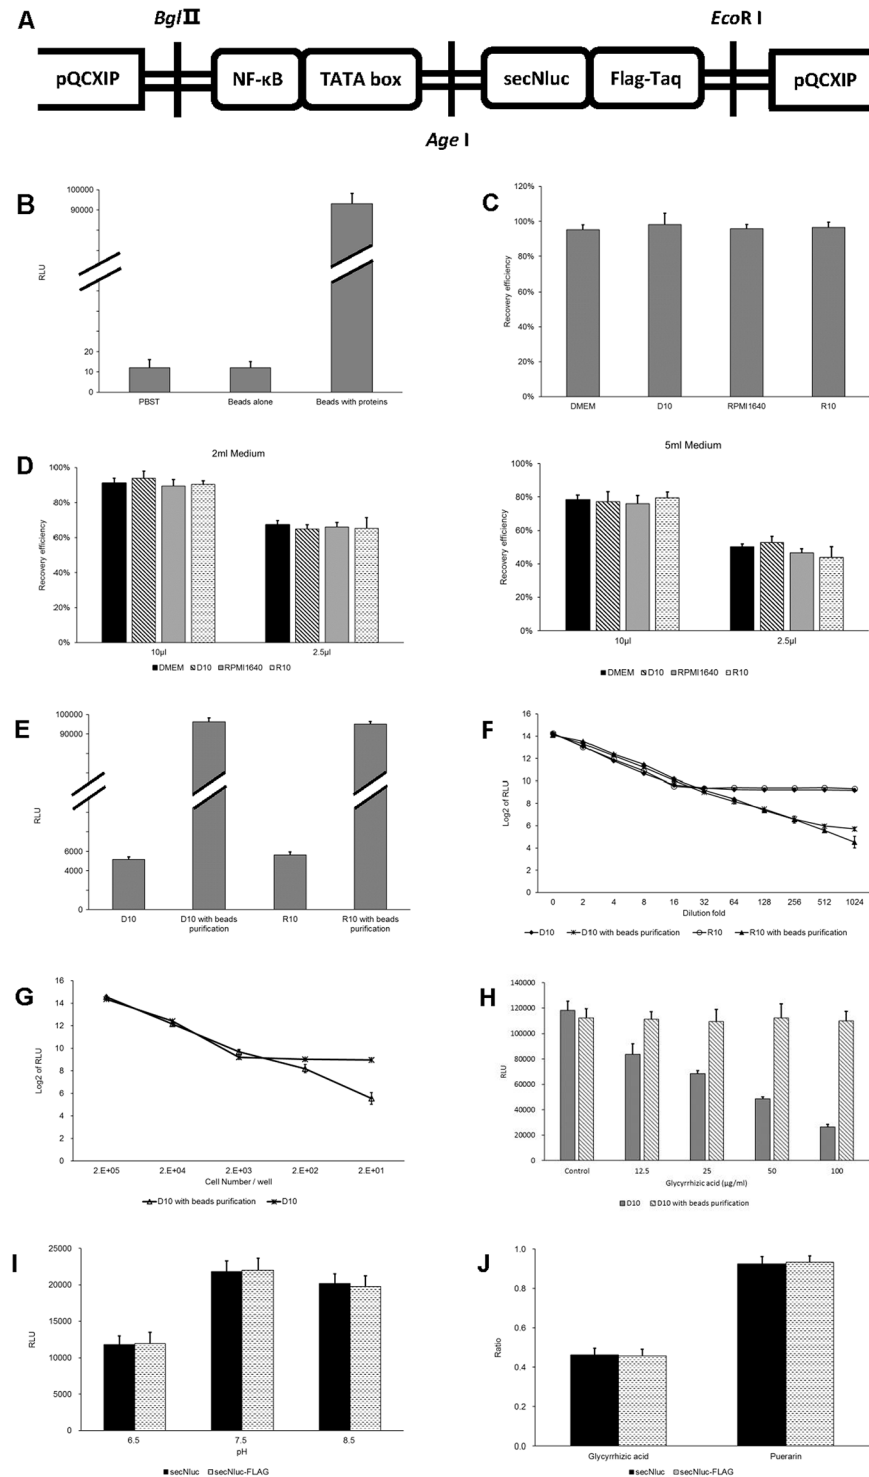 A
BglⅡ
EcoR I
pQCXIP
NF-κB
TATA box
secNluc
Flag-Taq
pQCXIP
Age I
B
100000
90000
RLU
20
10
0
PBST
Beads alone
Beads with proteins
C
120%
100%
80%
60%
40%
20%
0%
Recovery efficiency
DMEM
D10
RPMI1640
R10
D
2ml Medium
100%
80%
60%
40%
20%
0%
Recovery efficiency
10μl
2.5μl
DMEM D10 RPMI1640 R10
5ml Medium
100%
80%
60%
40%
20%
0%
Recovery efficiency
10μl
2.5μl
DMEM D10 RPMI1640 R10
E
100000
90000
RLU
6000
4000
0
D10
D10 with beads
purification
R10
R10 with beads
purification
F
16
14
12
10
8
6
4
2
0
Log2 of RLU
0 2 4 8 16 32 64 128 256 512 1024
Dilution fold
D10 D10 with beads purification R10 R10 with beads purification
G
16
14
12
10
8
6
4
2
0
Log2 of RLU
2.E+05 2.E+04 2.E+03 2.E+02 2.E+01
Cell Number / well
D10 with beads purification D10
H
140000
120000
100000
80000
60000
40000
20000
0
RLU
Control 12.5 25 50 100
Glycyrrhizic acid (μg/ml)
D10 D10 with beads purification
I
25000
20000
15000
10000
5000
0
RLU
6.5 7.5 8.5
pH
secNluc secNluc-FLAG
J
1.0
0.8
0.6
0.4
0.2
0.0
Ratio
Glycyrrhizic acid
Puerarin
secNluc secNluc-FLAG